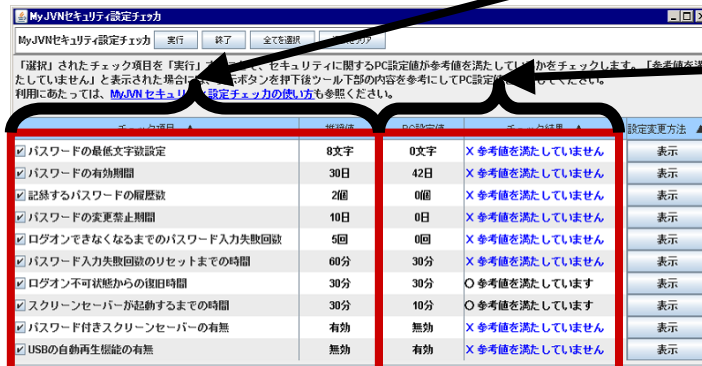 MyJVNセキュリティ設定チェッカ
MyJVNセキュリティ設定チェッカ 実行 終了 全てを選択
「選択」されたチェック項目を「実行」 セキュリティに関するPC設定値が参考値を満たして かをチェックします。「参考値を満
たしていません」と表示された場合に ボタンを押下後ツール下部の内容を参考にしてPC設定値 してください。
利用にあたっては、MyJVNセキュリティ設定チェッカの使い方も参照ください。
チェック項目 ▲ 推奨値 PC設定値 チェック結果 ▲ 設定変更方法 ▲
パスワードの最低文字数設定 8文字 0文字 X 参考値を満たしていません 表示
パスワードの有効期間 30日 42日 X 参考値を満たしていません 表示
記録するパスワードの履歴数 2個 0個 X 参考値を満たしていません 表示
パスワードの変更禁止期間 10日 0日 X 参考値を満たしていません 表示
ログオンできなくなるまでのパスワード入力失敗回数 5回 0回 X 参考値を満たしていません 表示
パスワード入力失敗回数のリセットまでの時間 60分 30分 X 参考値を満たしていません 表示
ログオン不可状態からの復旧時間 30分 30分 O 参考値を満たしています 表示
スクリーンセーバーが起動するまでの時間 30分 10分 O 参考値を満たしています 表示
パスワード付きスクリーンセーバーの有無 有効 無効 X 参考値を満たしていません 表示
USBの自動再生機能の有無 無効 有効 X 参考値を満たしていません 表示